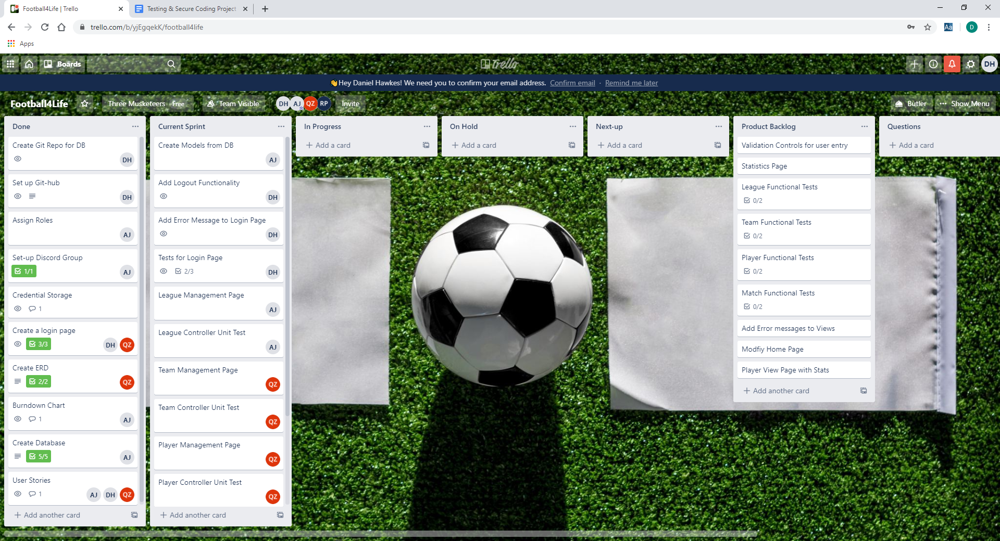 Football4Life | Trello
Testing & Secure Coding Project
trello.com/b/yjEgqekK/football4life
Aa
D
Apps
Boards
Trello
DH
👋Hey Daniel Hawkes! We need you to confirm your email address. Confirm email · Remind me later
Football4Life
Three Musketeers Free
Team Visible
DH AJ QZ RP
Invite
Butler
··· Show Menu
Done
Create Git Repo for DB
DH
Set up Git-hub
DH
Assign Roles
AJ
Set-up Discord Group
1/1
AJ
Credential Storage
1
Create a login page
3/3
DH QZ
Create ERD
2/2
QZ
Burndown Chart
1
AJ
Create Database
5/5
AJ
User Stories
1
AJ DH QZ
+ Add another card
Current Sprint
Create Models from DB
AJ
Add Logout Functionality
DH
Add Error Message to Login Page
DH
Tests for Login Page
2/3
DH
League Management Page
AJ
League Controller Unit Test
AJ
Team Management Page
QZ
Team Controller Unit Test
QZ
Player Management Page
QZ
Player Controller Unit Test
QZ
+ Add another card
In Progress
+ Add a card
On Hold
+ Add a card
Next-up
+ Add a card
Product Backlog
Validation Controls for user entry
Statistics Page
League Functional Tests
0/2
Team Functional Tests
0/2
Player Functional Tests
0/2
Match Functional Tests
0/2
Add Error messages to Views
Modfiy Home Page
Player View Page with Stats
+ Add another card
Questions
+ Add a card